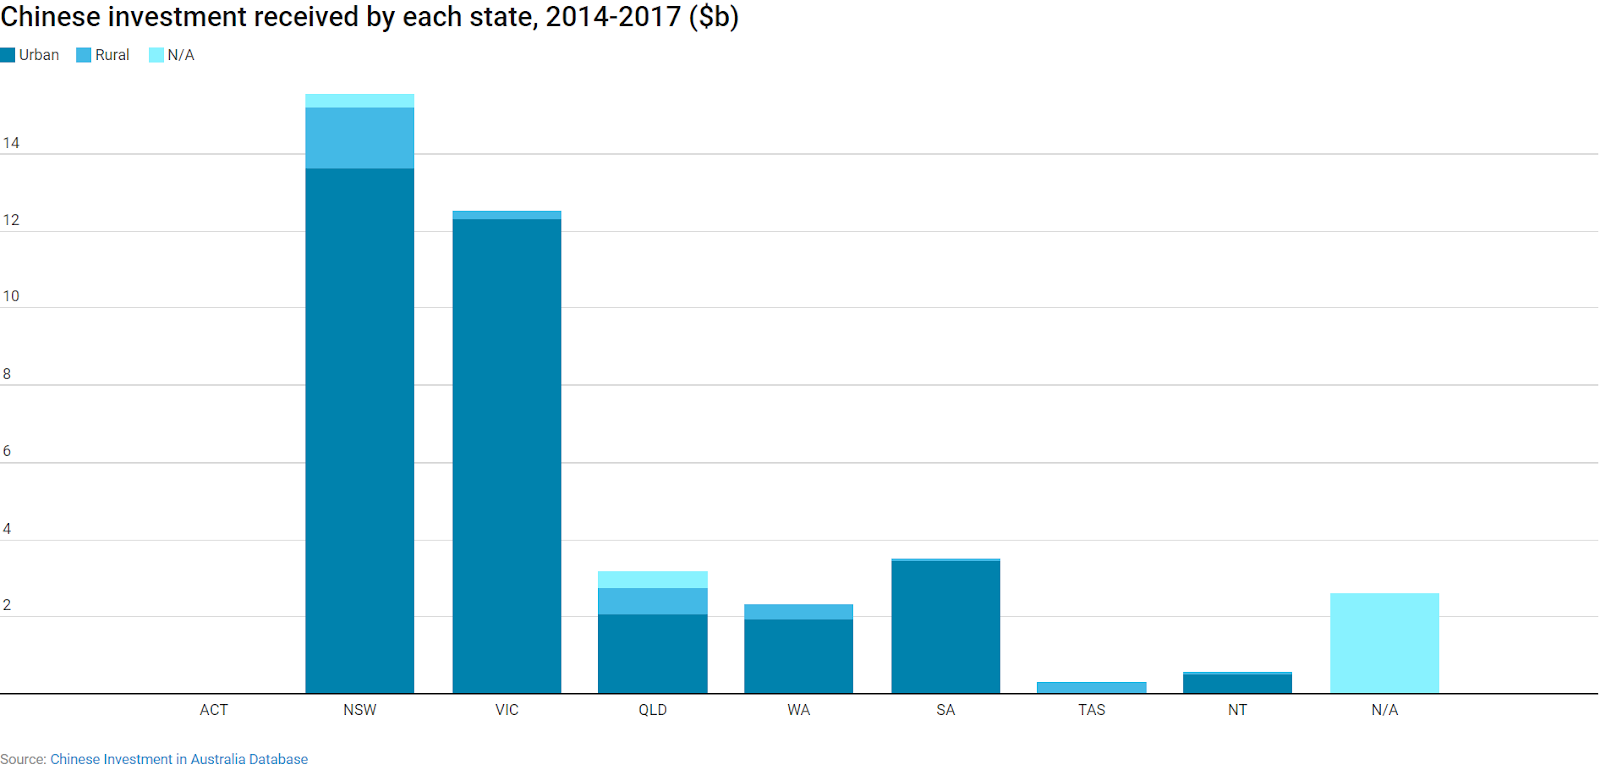 Chinese investment received by each state, 2014-2017 ($b)
Urban Rural N/A
14
12
10
8
6
4
2
ACT NSW VIC QLD WA SA TAS NT N/A
Source: Chinese Investment in Australia Database